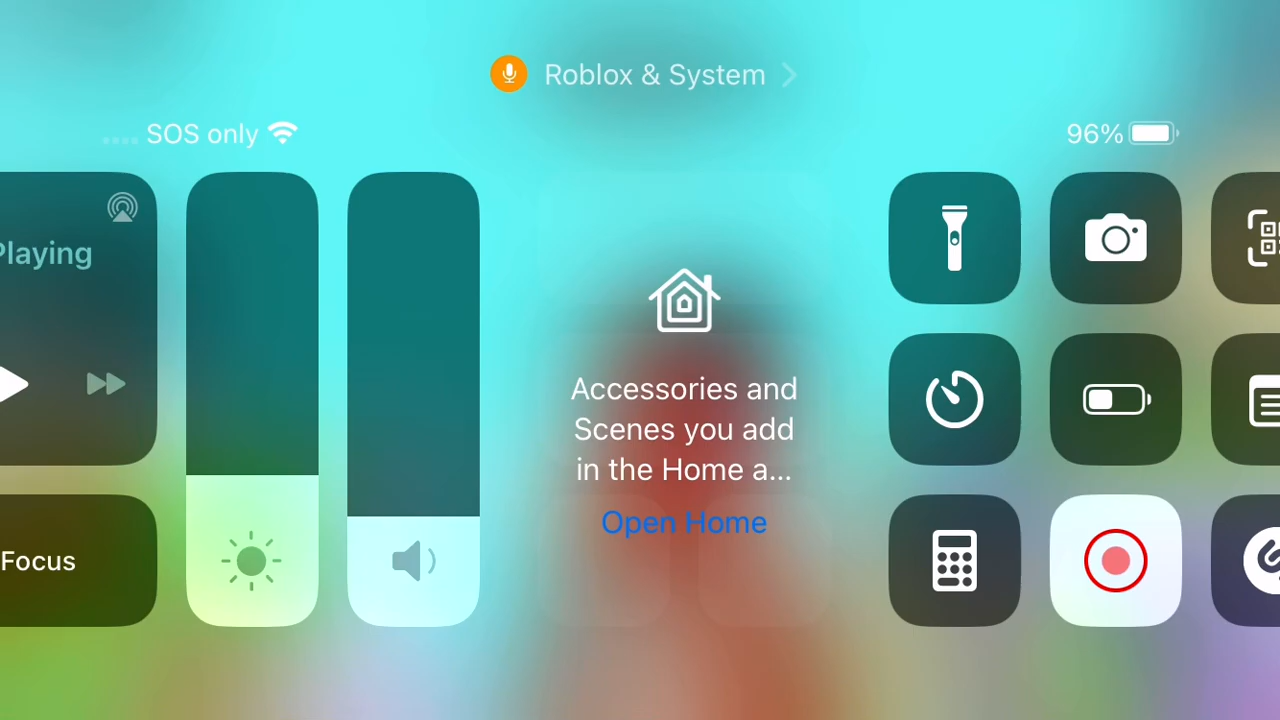 Roblox & System
SOS only
96%
Playing
Accessories and
Scenes you add
in the Home a...
Open Home
Focus